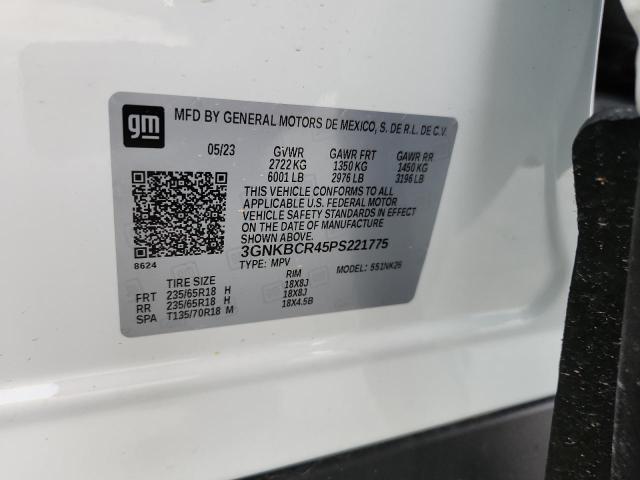 gm
MFD BY GENERAL MOTORS DE MEXICO, S. DE R.L. DE C.V.
05/23 GVWR GAWR FRT GAWR RR
2722 KG 1350 KG 1450 KG
6001 LB 2976 LB 3196 LB
THIS VEHICLE CONFORMS TO ALL
APPLICABLE U.S. FEDERAL MOTOR
VEHICLE SAFETY STANDARDS IN EFFECT
ON THE DATE OF MANUFACTURE
SHOWN ABOVE.
3GNKBCR45PS221775
8624
TYPE: MPV MODEL: 551NK26
TIRE SIZE RIM
FRT 235/65R18 H 18X8J
RR 235/65R18 H 18X8J
SPA T135/70R18 M 18X4.5B